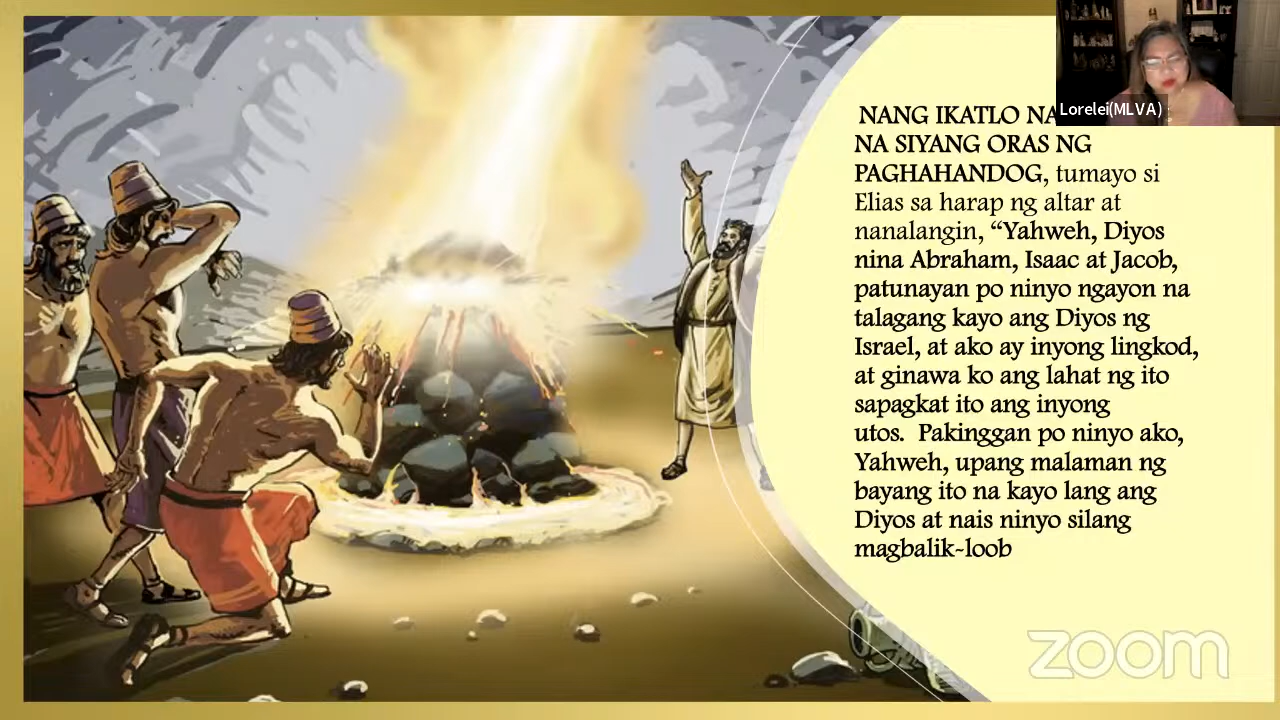 Lorelei(MLVA)
NANG IKATLO NA
NA SIYANG ORAS NG
PAGHAHANDOG, tumayo si
Elias sa harap ng altar at
nanalangin, “Yahweh, Diyos
nina Abraham, Isaac at Jacob,
patunayan po ninyo ngayon na
talagang kayo ang Diyos ng
Israel, at ako ay inyong lingkod,
at ginawa ko ang lahat ng ito
sapagkat ito ang inyong
utos.  Pakinggan po ninyo ako,
Yahweh, upang malaman ng
bayang ito na kayo lang ang
Diyos at nais ninyo silang
magbalik-loob
zoom